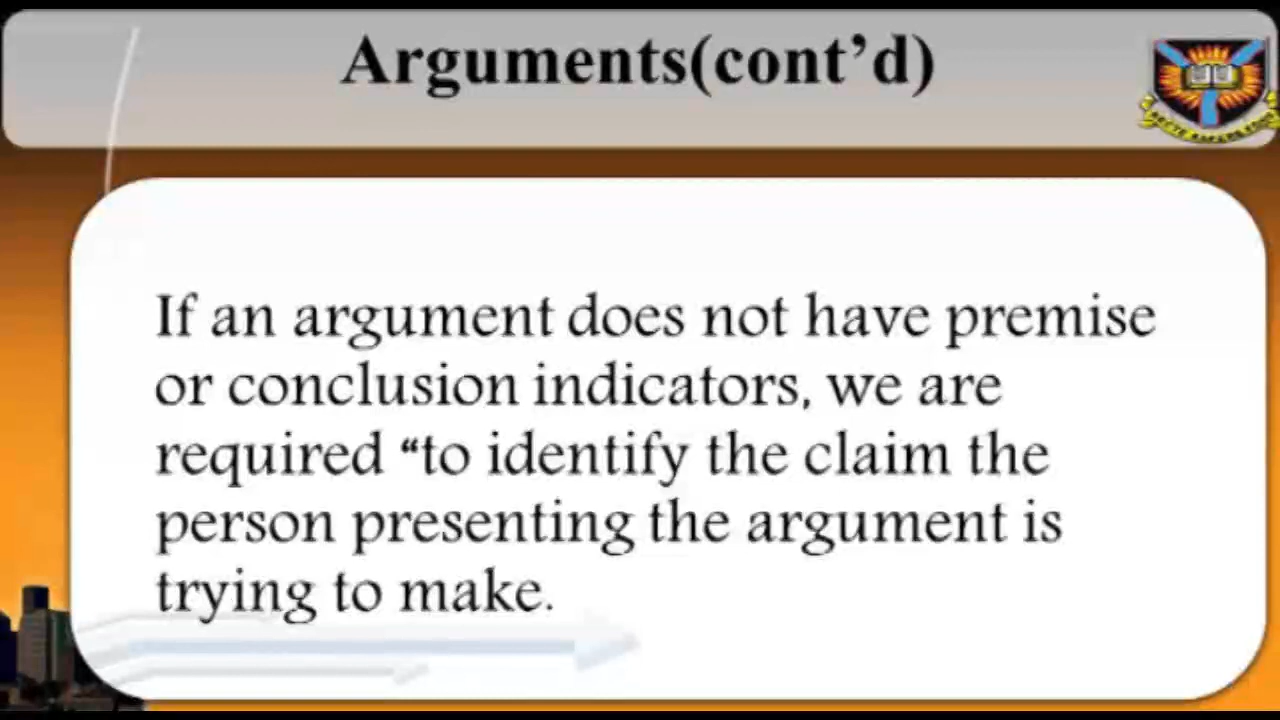 Arguments(cont’d)
If an argument does not have premise
or conclusion indicators, we are
required “to identify the claim the
person presenting the argument is
trying to make.